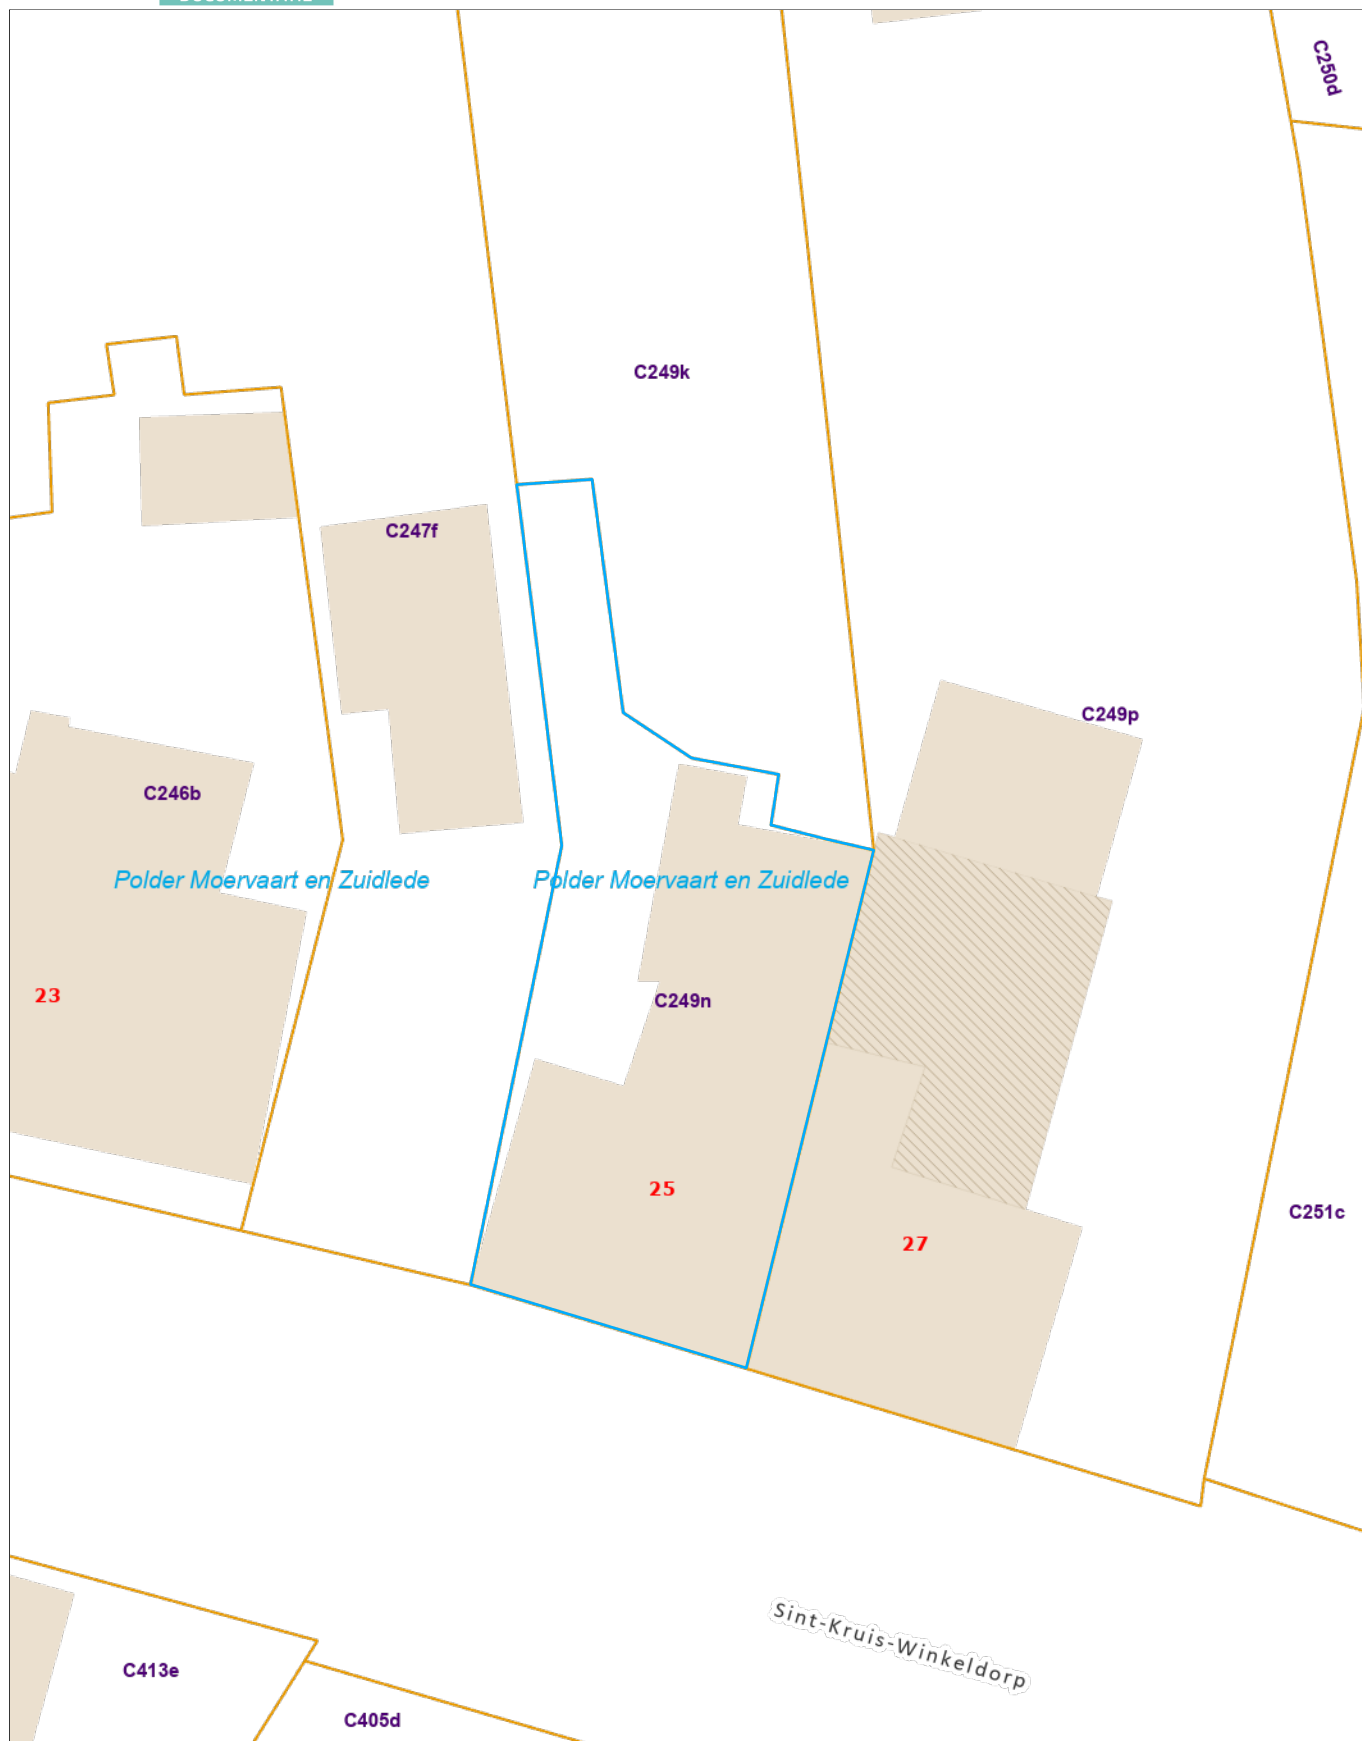 C250d
C249k
C247f
C249p
C246b
Polder Moervaart en Zuidlede
Polder Moervaart en Zuidlede
23
C249n
25
C251c
27
Sint-Kruis-Winkeldorp
C413e
C405d